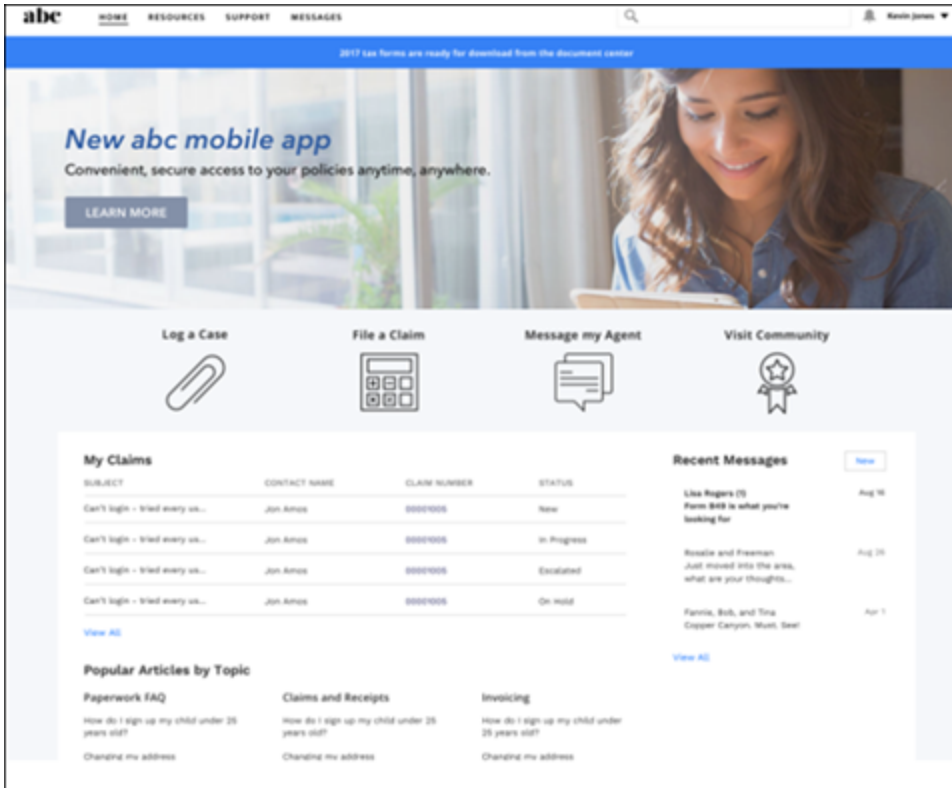 abc HOME RESOURCES SUPPORT MESSAGES Kevin Jones
2017 tax forms are ready for download from the document center
New abc mobile app
Convenient, secure access to your policies anytime, anywhere.
LEARN MORE
Log a Case File a Claim Message my Agent Visit Community
My Claims
SUBJECT CONTACT NAME CLAIM NUMBER STATUS
Can't login - tried every us... Jon Amos 00001005 New
Can't login - tried every us... Jon Amos 00001005 In Progress
Can't login - tried every us... Jon Amos 00001005 Escalated
Can't login - tried every us... Jon Amos 00001005 On Hold
View All
Recent Messages New
Lisa Rogers (1) Aug 16
Form B49 is what you're
looking for
Rosalie and Freeman Aug 26
Just moved into the area,
what are your thoughts...
Fannie, Bob, and Tina Apr 1
Copper Canyon. Must. See!
View All
Popular Articles by Topic
Paperwork FAQ Claims and Receipts Invoicing
How do I sign up my child under 25 How do I sign up my child under 25 How do I sign up my child under
years old? years old? 25 years old?
Changing my address Changing my address Changing my address